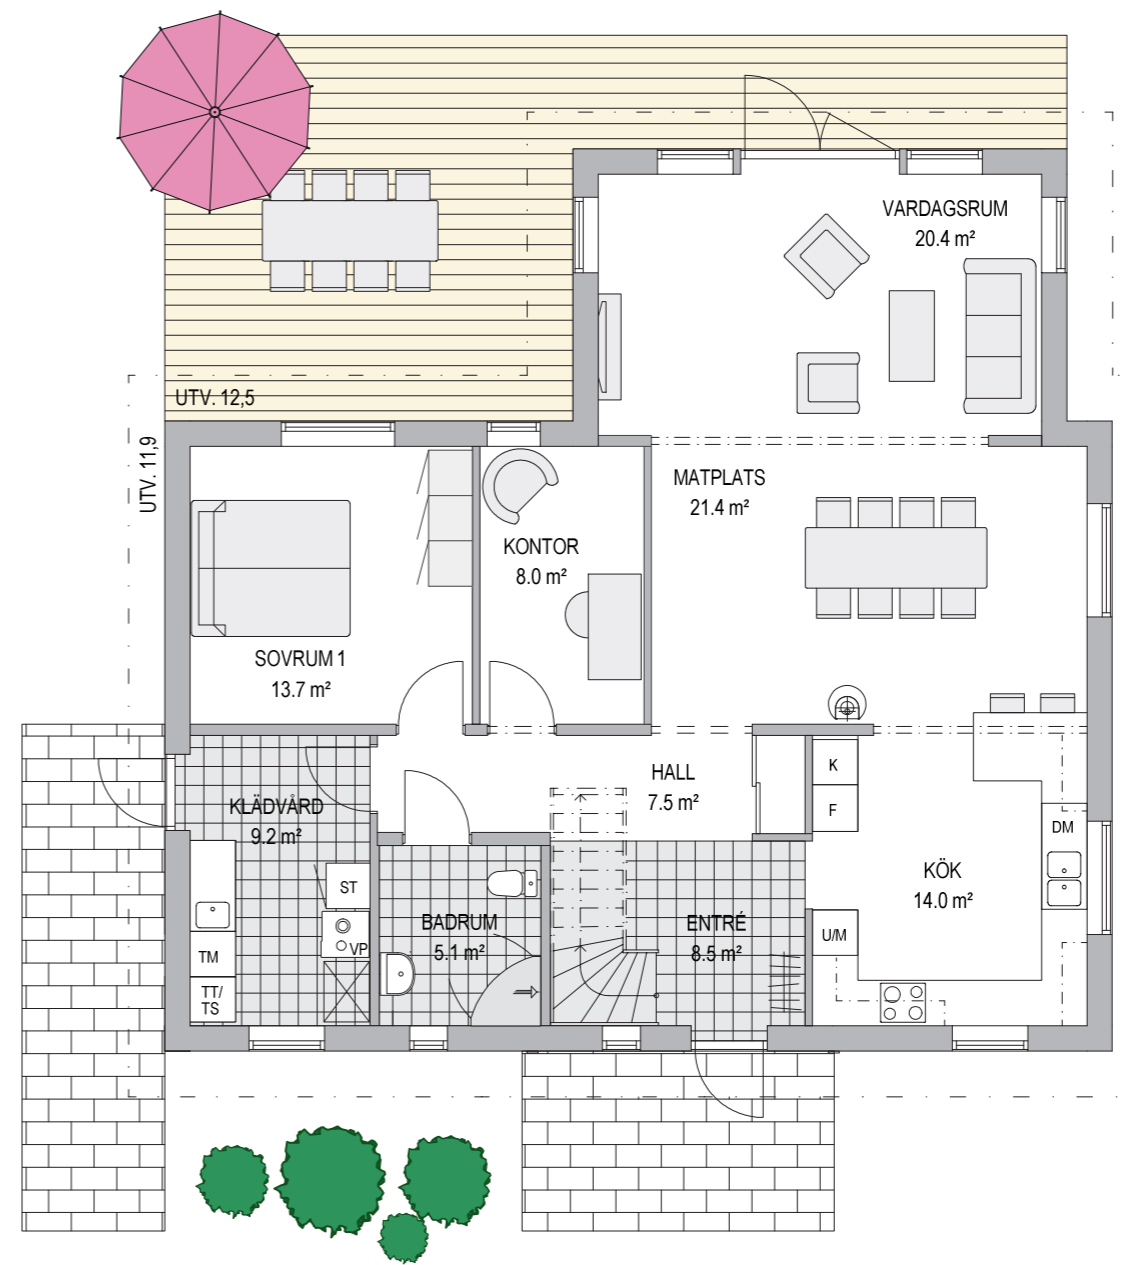 VARDAGSRUM
20.4 m²
UTV. 12,5
UTV. 11,9
MATPLATS
21.4 m²
KONTOR
8.0 m²
SOVRUM 1
13.7 m²
HALL
7.5 m²
K
F
KLÄDVÅRD
9.2 m²
DM
KÖK
14.0 m²
ST
BADRUM
5.1 m²
ENTRÉ
8.5 m²
U/M
VP
TM
TT/
TS